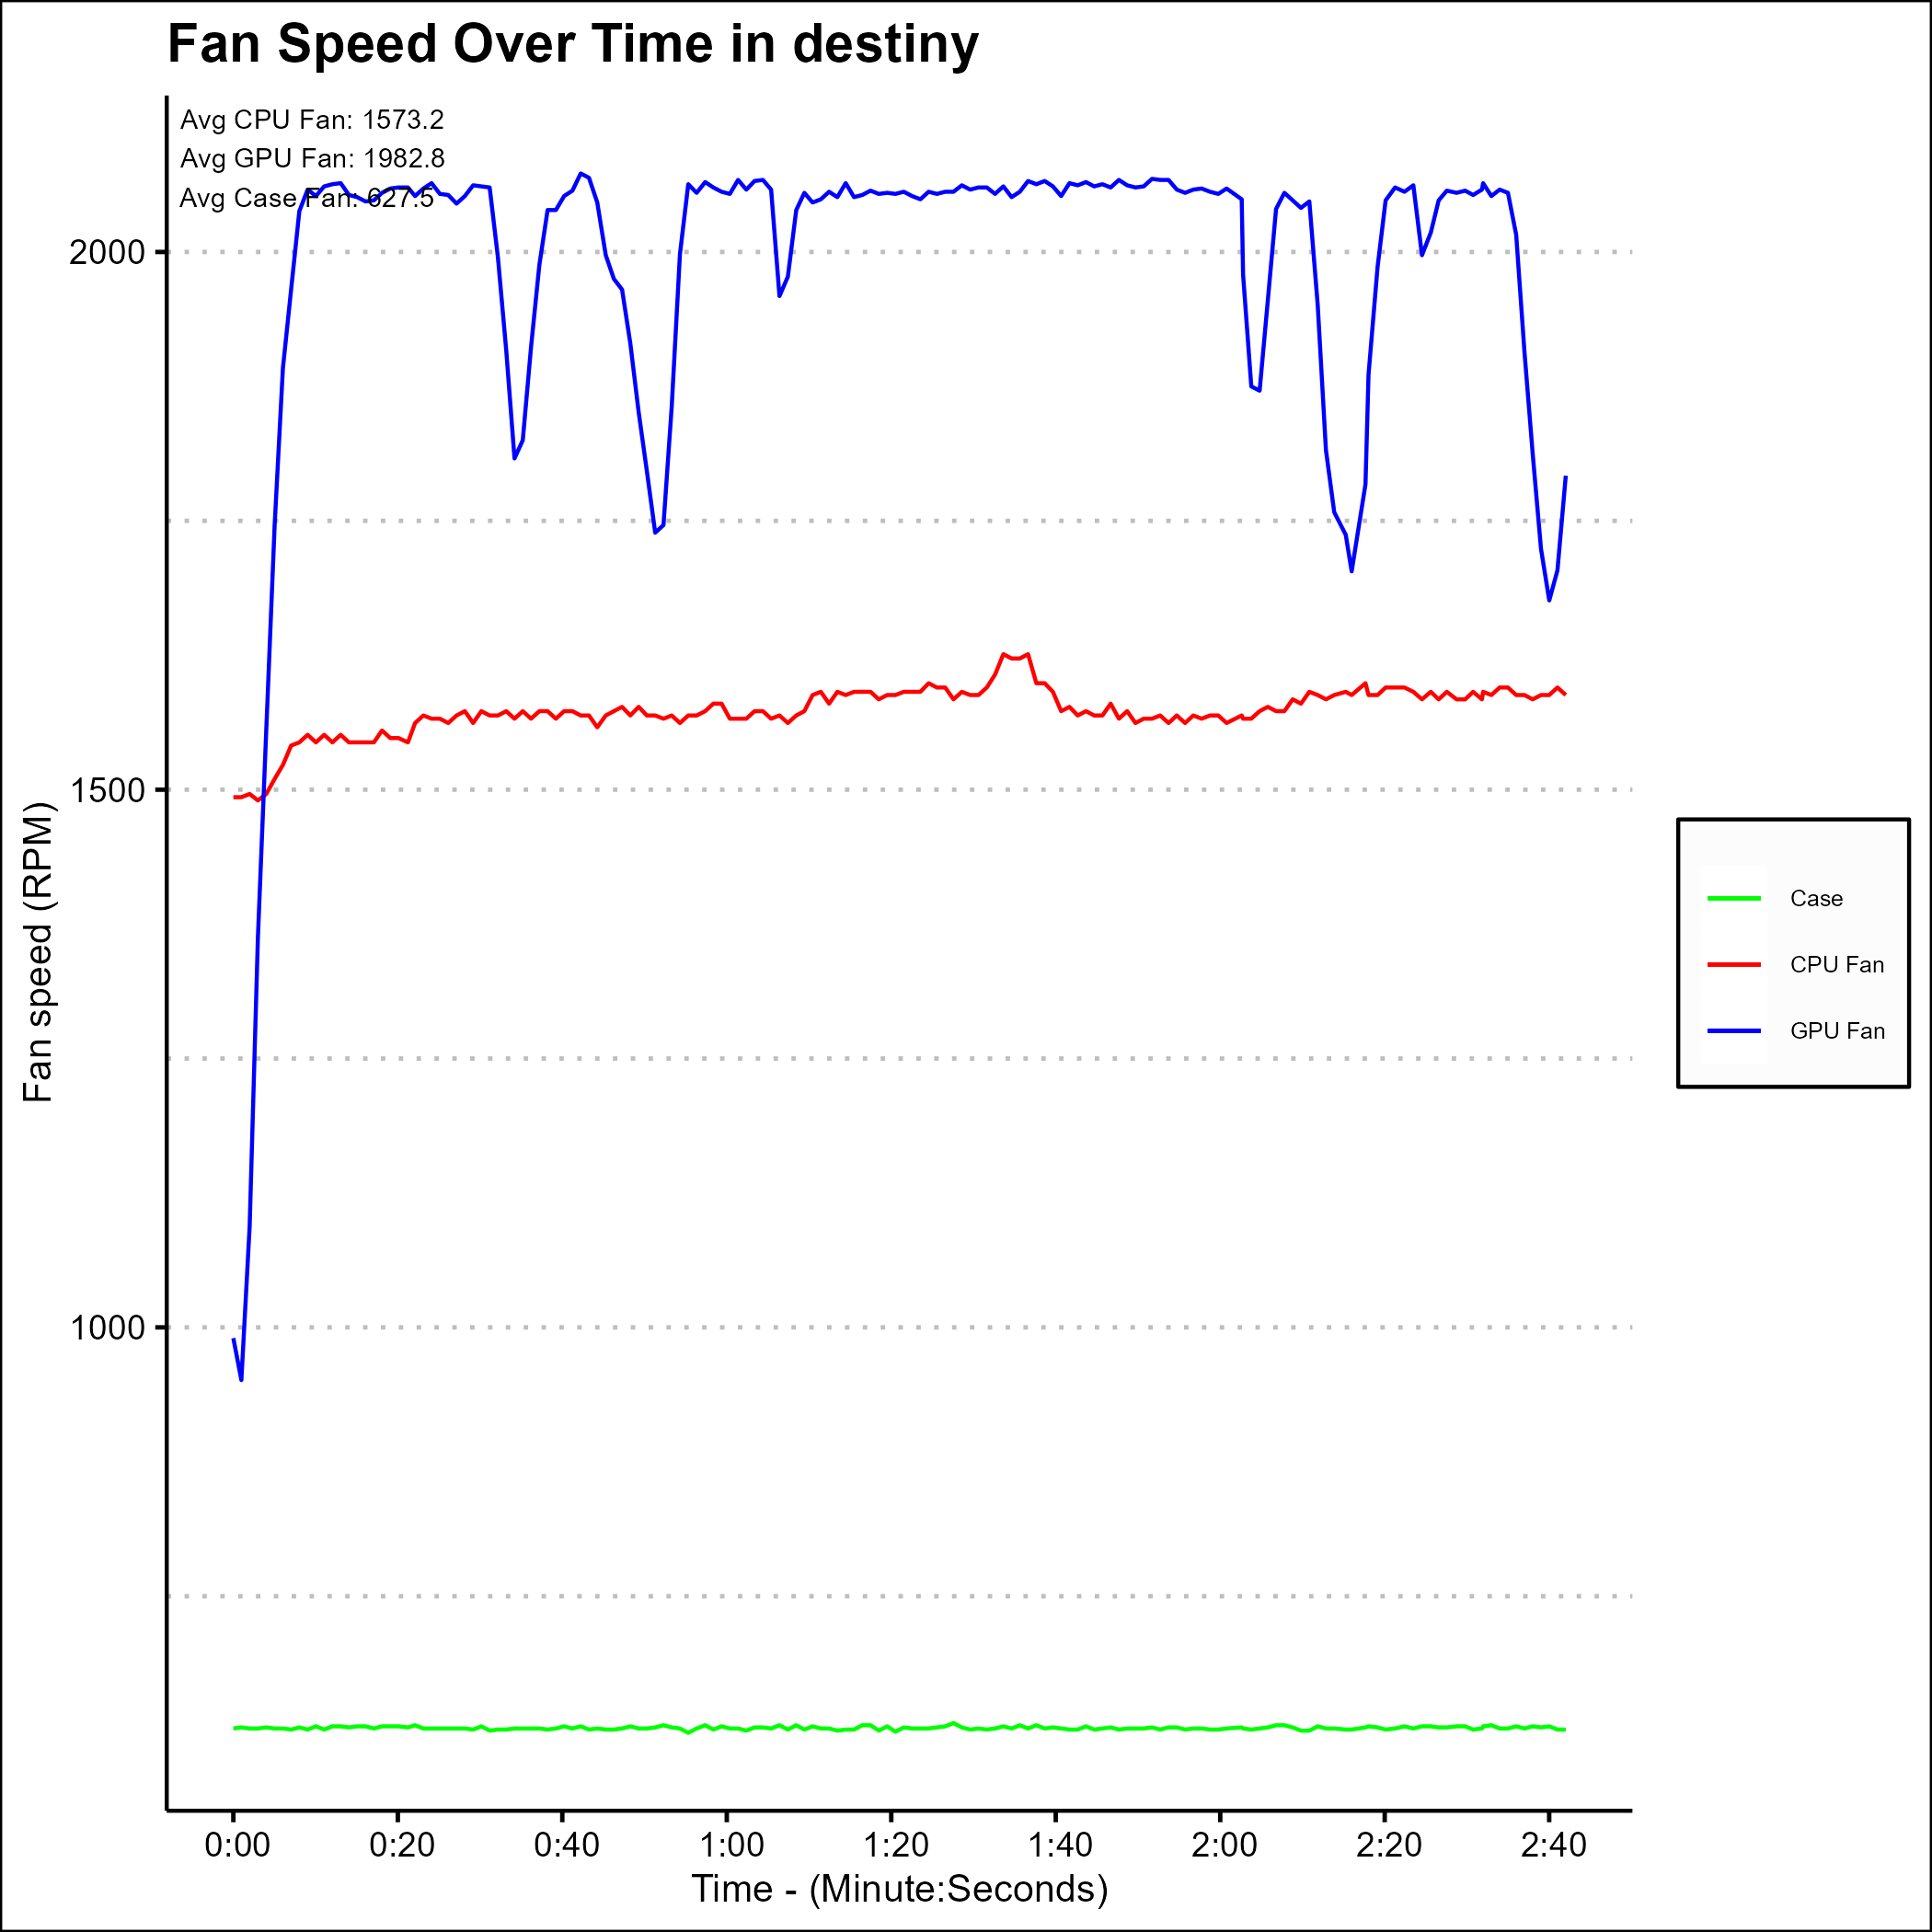 Fan Speed Over Time in destiny
Avg CPU Fan: 1573.2
Avg GPU Fan: 1982.8
Avg Case Fan: 627.5
2000
1500
1000
Fan speed (RPM)
Case
CPU Fan
GPU Fan
0:00 0:20 0:40 1:00 1:20 1:40 2:00 2:20 2:40
Time - (Minute:Seconds)